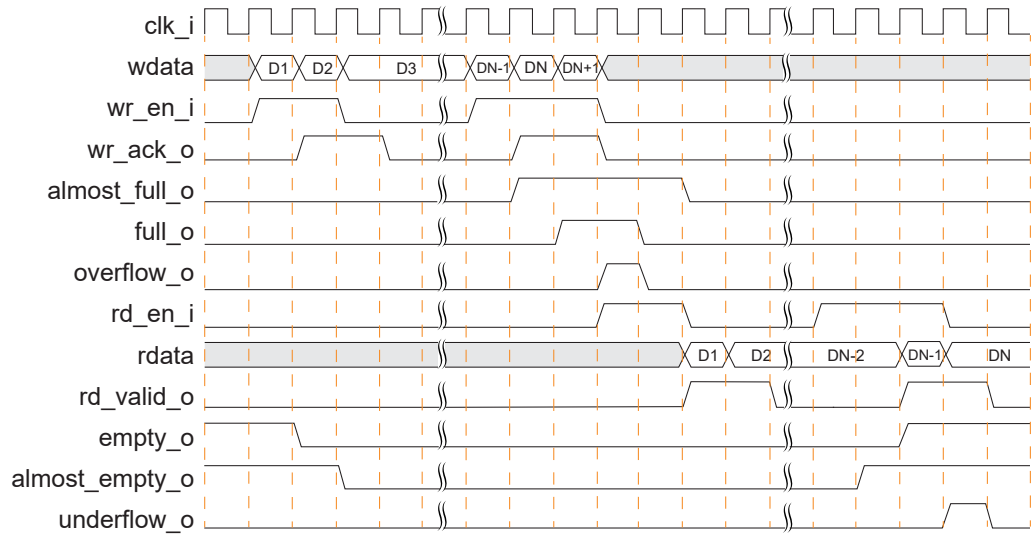 clk_i
wdata D1 D2 D3 DN-1 DN DN+1
wr_en_i
wr_ack_o
almost_full_o
full_o
overflow_o
rd_en_i
rdata D1 D2 DN-2 DN-1 DN
rd_valid_o
empty_o
almost_empty_o
underflow_o